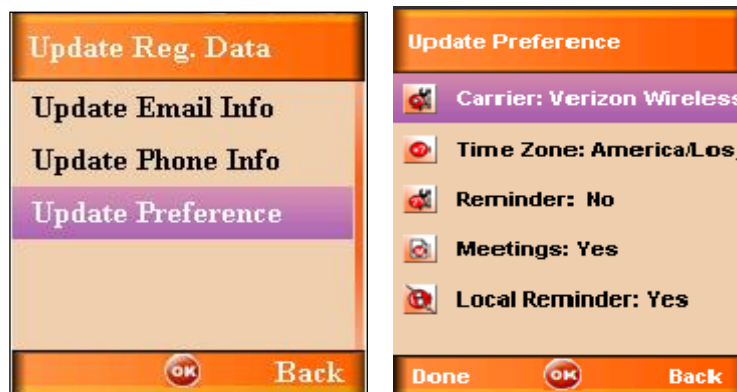 Update Reg. Data
Update Email Info
Update Phone Info
Update Preference
OK
Back
Update Preference
Carrier: Verizon Wireless
Time Zone: America/Los
Reminder: No
Meetings: Yes
Local Reminder: Yes
Done
OK
Back